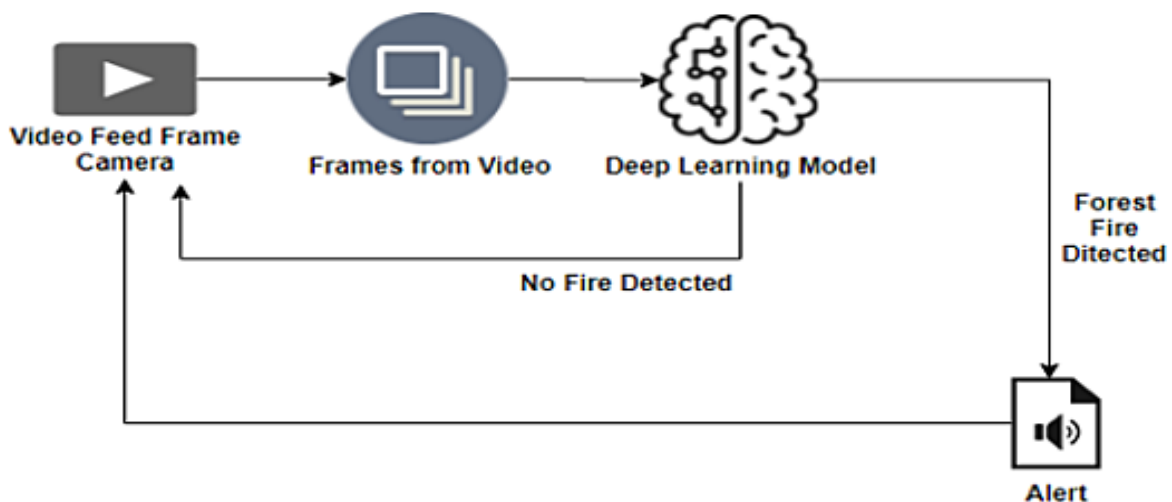 Video Feed Frame
Camera
Frames from Video
Deep Learning Model
Forest
Fire
Ditected
No Fire Detected
Alert